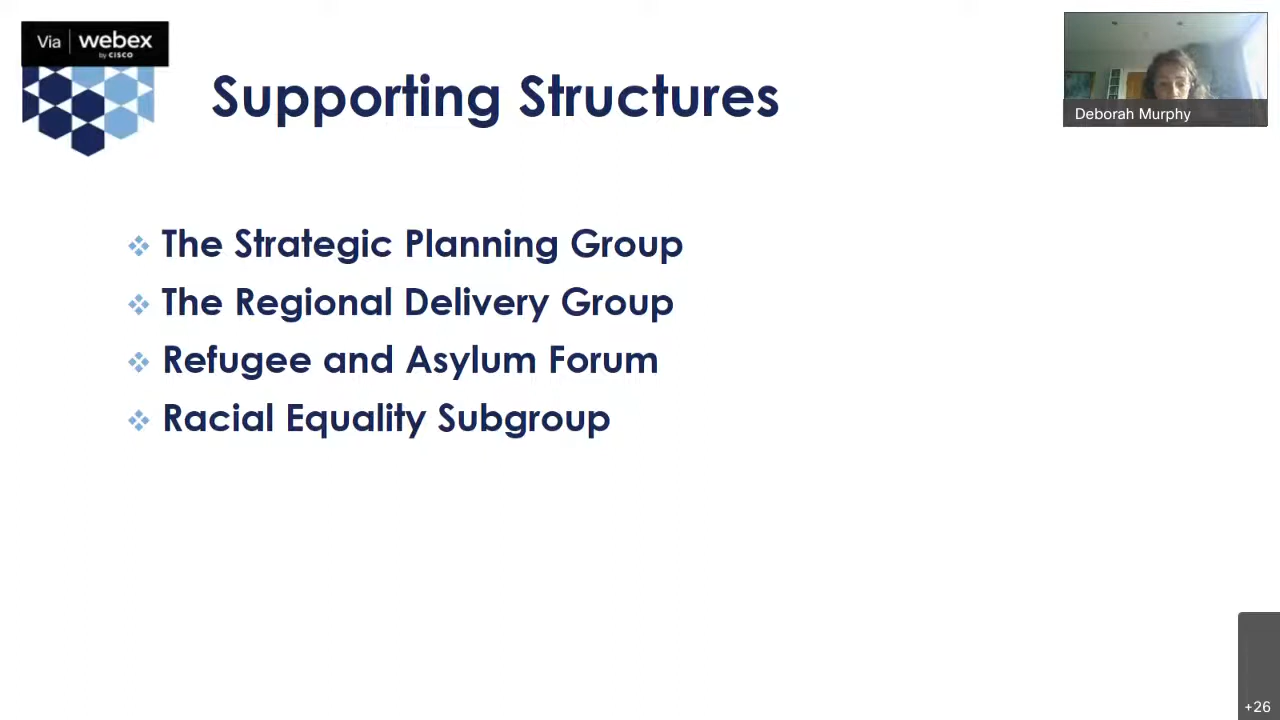 Via webex
by CISCO
Supporting Structures
Deborah Murphy
The Strategic Planning Group
The Regional Delivery Group
Refugee and Asylum Forum
Racial Equality Subgroup
+26